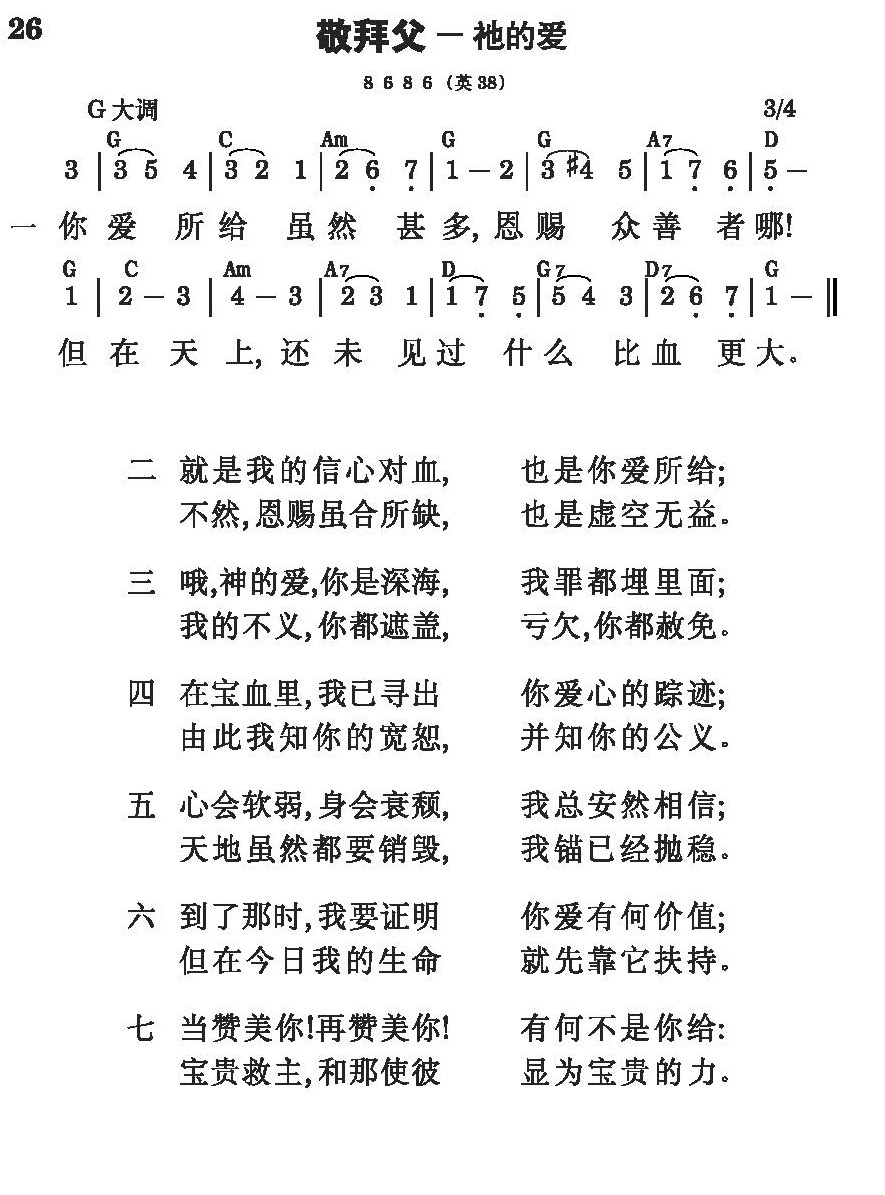 26
敬拜父－祂的爱
8 6 8 6（英38）
G大调 3/4
G C Am G G A7 D
3 | 3 5 4 | 3 2 1 | 2 6 7 | 1 － 2 | 3 #4 5 | 1 7 6 | 5 －
一 你爱所给虽然甚多，恩赐众善者哪！
G C Am A7 D G7 D7 G
1 | 2 － 3 | 4 － 3 | 2 3 1 | 1 7 5 | 5 4 3 | 2 6 7 | 1 － ‖
但在天上，还未见过什么比血更大。
二 就是我的信心对血， 也是你爱所给；
不然，恩赐虽合所缺， 也是虚空无益。
三 哦，神的爱，你是深海， 我罪都埋里面；
我的不义，你都遮盖， 亏欠，你都赦免。
四 在宝血里，我已寻出 你爱心的踪迹；
由此我知你的宽恕， 并知你的公义。
五 心会软弱，身会衰颓， 我总安然相信；
天地虽然都要销毁， 我锚已经抛稳。
六 到了那时，我要证明 你爱有何价值；
但在今日我的生命 就先靠它扶持。
七 当赞美你！再赞美你！ 有何不是你给：
宝贵救主，和那使彼 显为宝贵的力。